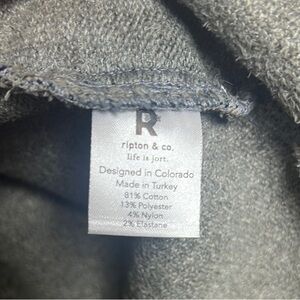 R
ripton & co.
life is jort.
Designed in Colorado
Made in Turkey
81% Cotton
13% Polyester
4% Nylon
2% Elastane